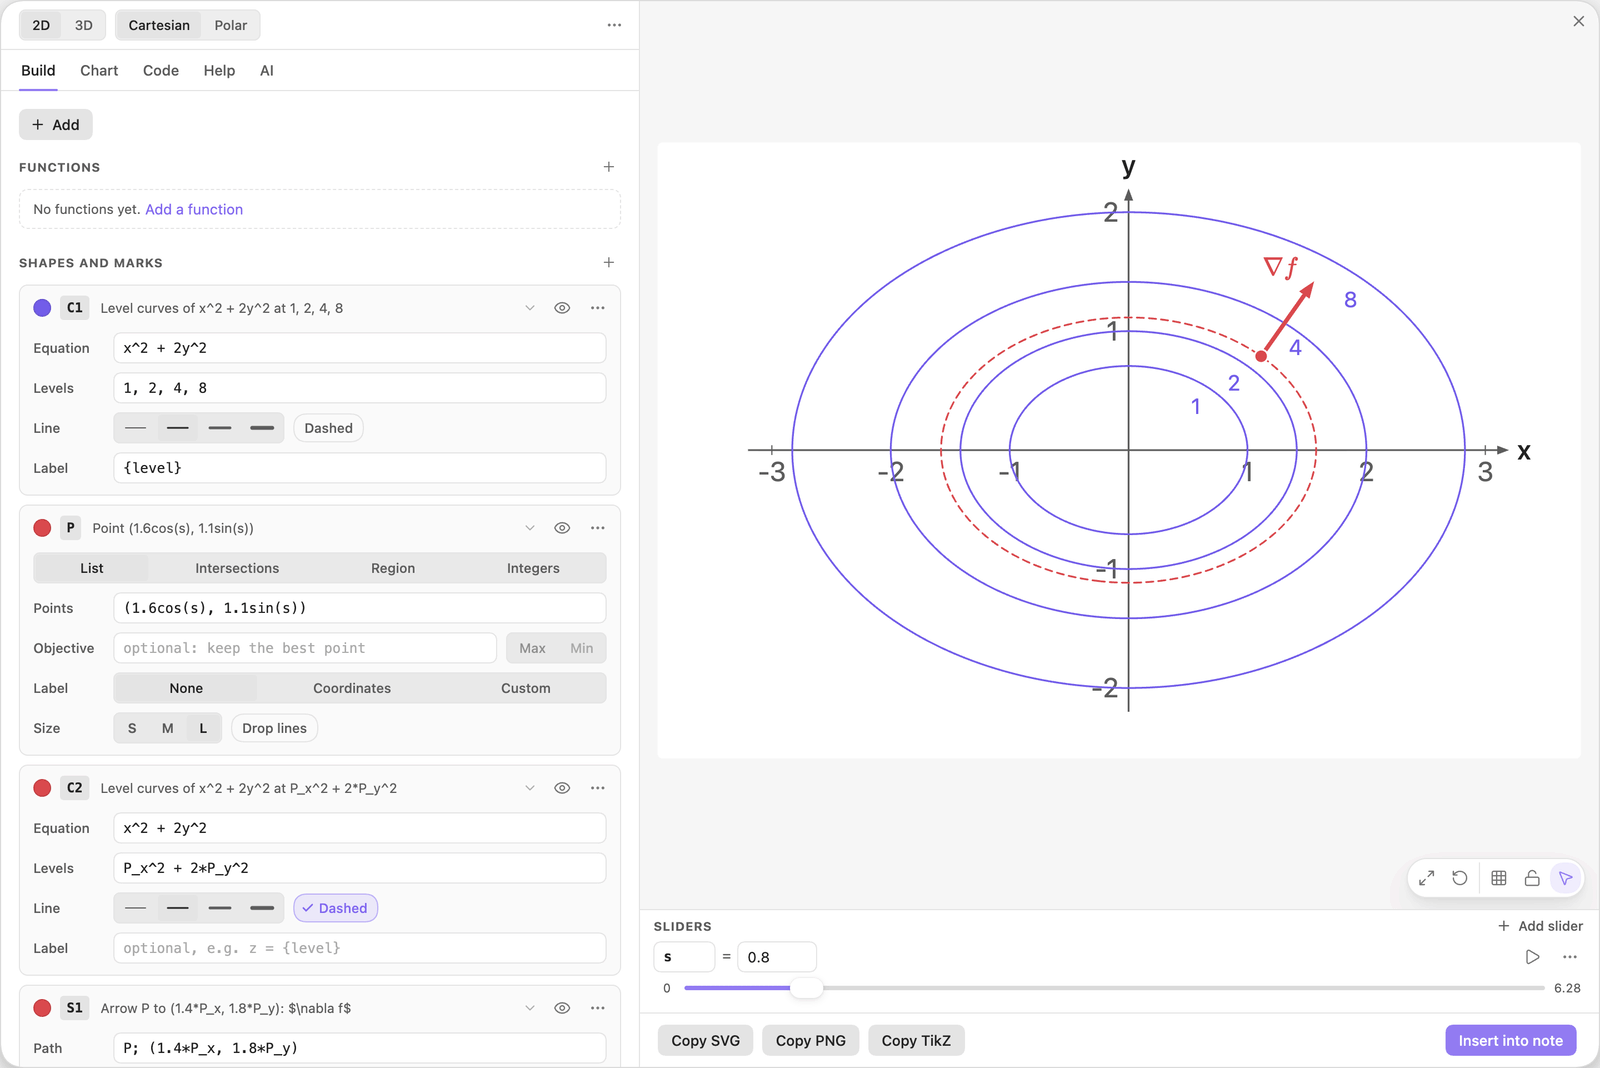 2D 3D Cartesian Polar
Build Chart Code Help AI
+ Add
FUNCTIONS
No functions yet. Add a function
SHAPES AND MARKS
C1 Level curves of x^2 + 2y^2 at 1, 2, 4, 8
Equation x^2 + 2y^2
Levels 1, 2, 4, 8
Line Dashed
Label {level}
P Point (1.6cos(s), 1.1sin(s))
List Intersections Region Integers
Points (1.6cos(s), 1.1sin(s))
Objective optional: keep the best point Max Min
Label None Coordinates Custom
Size S M L Drop lines
C2 Level curves of x^2 + 2y^2 at P_x^2 + 2*P_y^2
Equation x^2 + 2y^2
Levels P_x^2 + 2*P_y^2
Line ✓ Dashed
Label optional, e.g. z = {level}
S1 Arrow P to (1.4*P_x, 1.8*P_y): $\nabla f$
Path P; (1.4*P_x, 1.8*P_y)
y
2
∇f
8
1
4
2
1
x
-3 -2 -1 1 2 3
-1
-2
SLIDERS + Add slider
s = 0.8
0 6.28
Copy SVG Copy PNG Copy TikZ Insert into note